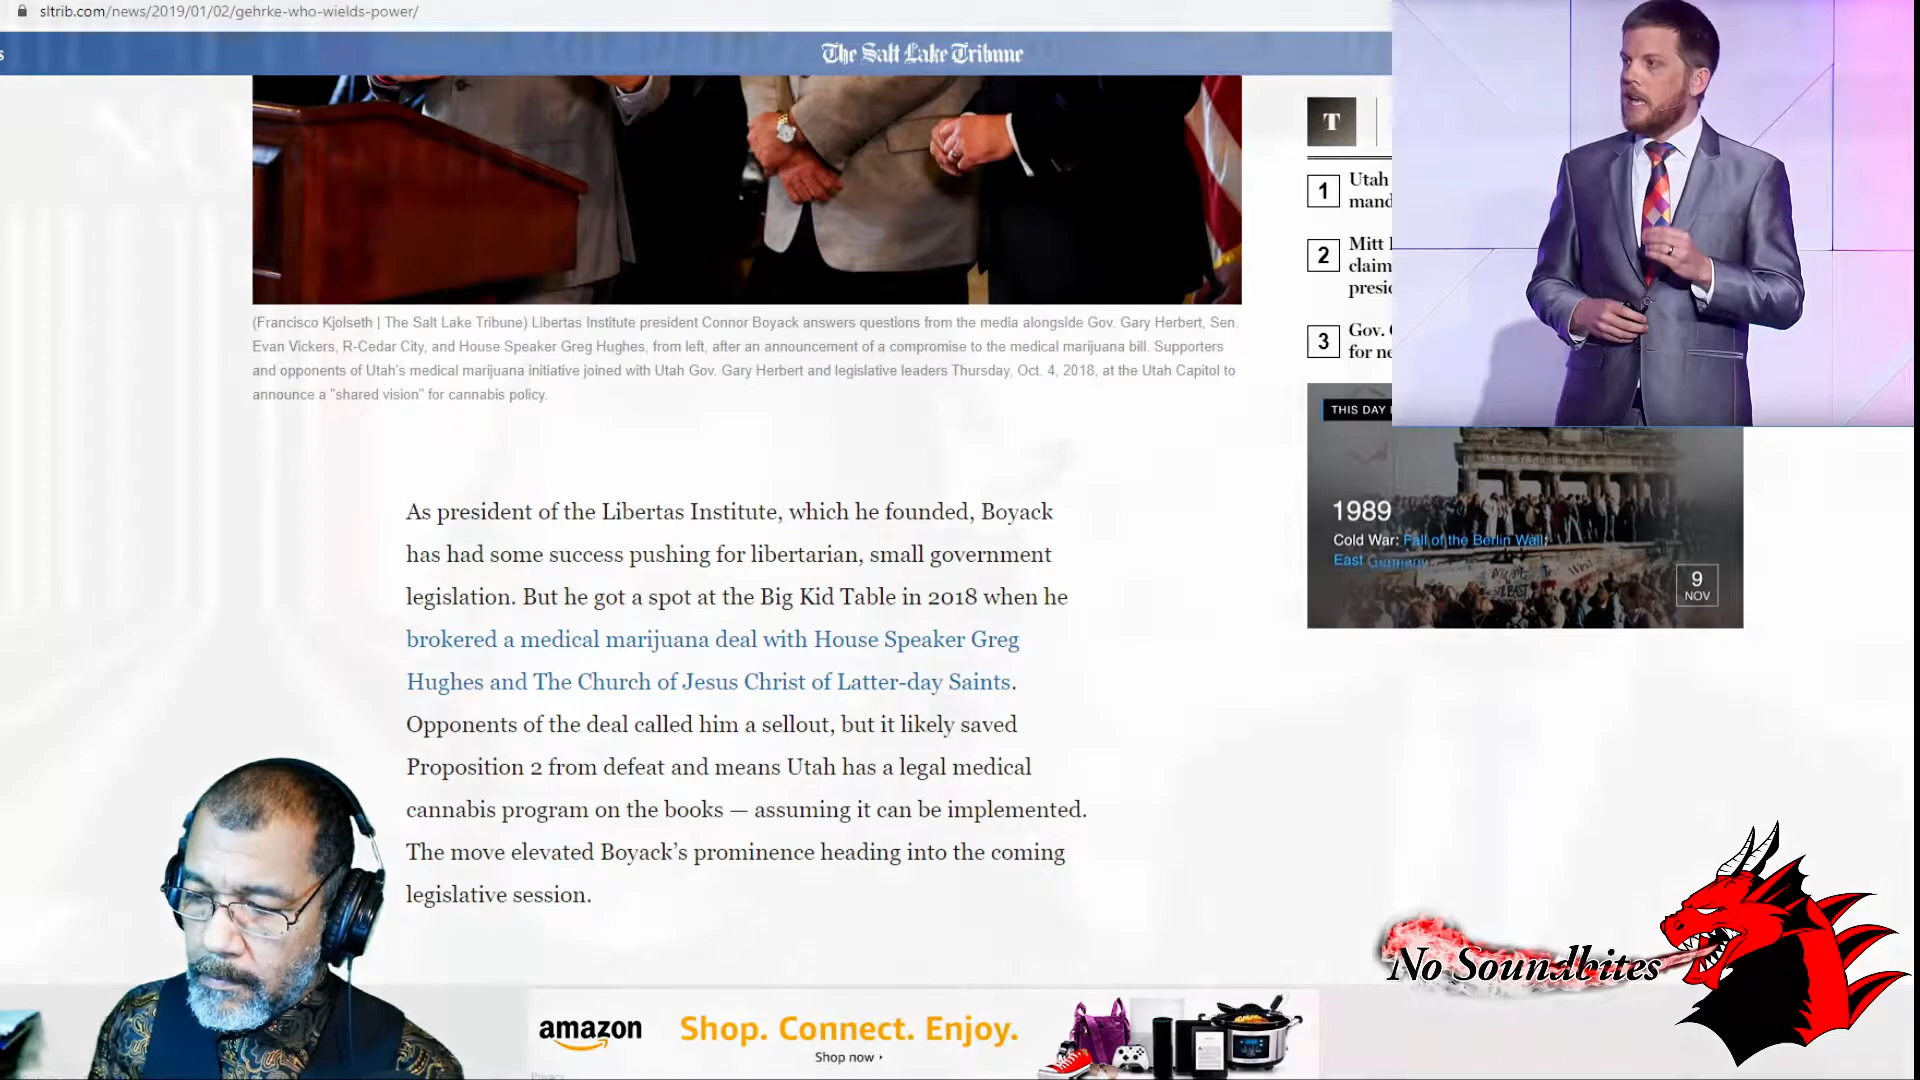 sltrib.com/news/2019/01/02/gehrke-who-wields-power/
s
The Salt Lake Tribune
T
1
Utah
mand
2
Mitt
claim
presid
3
Gov.
for ne
(Francisco Kjolseth | The Salt Lake Tribune) Libertas Institute president Connor Boyack answers questions from the media alongside Gov. Gary Herbert, Sen.
Evan Vickers, R-Cedar City, and House Speaker Greg Hughes, from left, after an announcement of a compromise to the medical marijuana bill. Supporters
and opponents of Utah's medical marijuana initiative joined with Utah Gov. Gary Herbert and legislative leaders Thursday, Oct. 4, 2018, at the Utah Capitol to
announce a "shared vision" for cannabis policy.
THIS DAY
1989
Cold War: Fall of the Berlin Wall;
East Germany
9
NOV
As president of the Libertas Institute, which he founded, Boyack
has had some success pushing for libertarian, small government
legislation. But he got a spot at the Big Kid Table in 2018 when he
brokered a medical marijuana deal with House Speaker Greg
Hughes and The Church of Jesus Christ of Latter-day Saints.
Opponents of the deal called him a sellout, but it likely saved
Proposition 2 from defeat and means Utah has a legal medical
cannabis program on the books — assuming it can be implemented.
The move elevated Boyack's prominence heading into the coming
legislative session.
No Soundbites
amazon
Shop. Connect. Enjoy.
Shop now